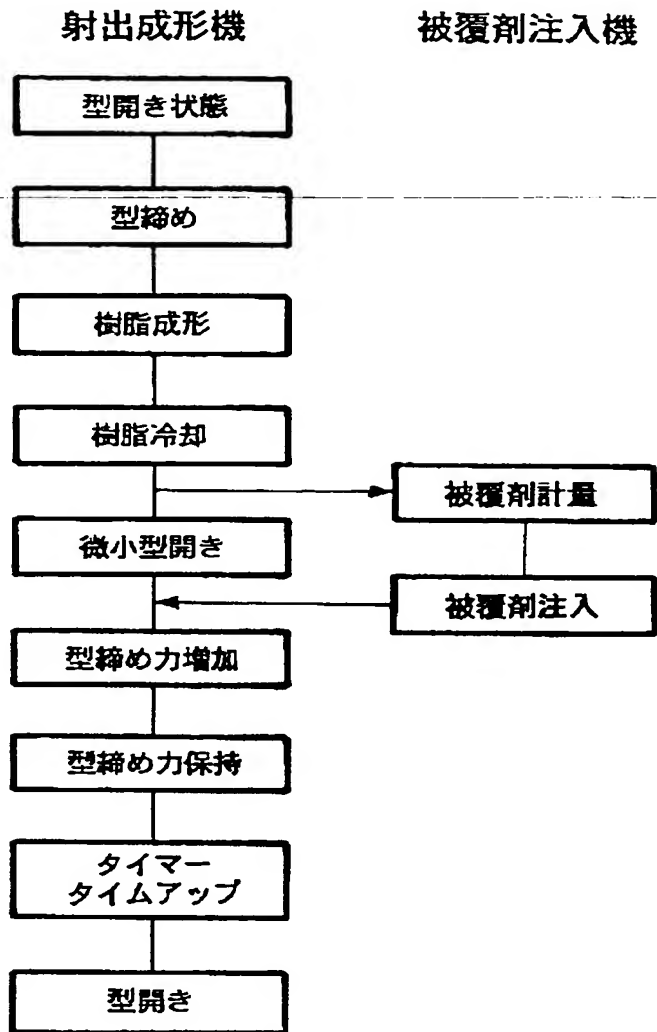 射出成形機
被覆剤注入機
型開き状態
型締め
樹脂成形
樹脂冷却
被覆剤計量
微小型開き
被覆剤注入
型締め力増加
型締め力保持
タイマー
タイムアップ
型開き